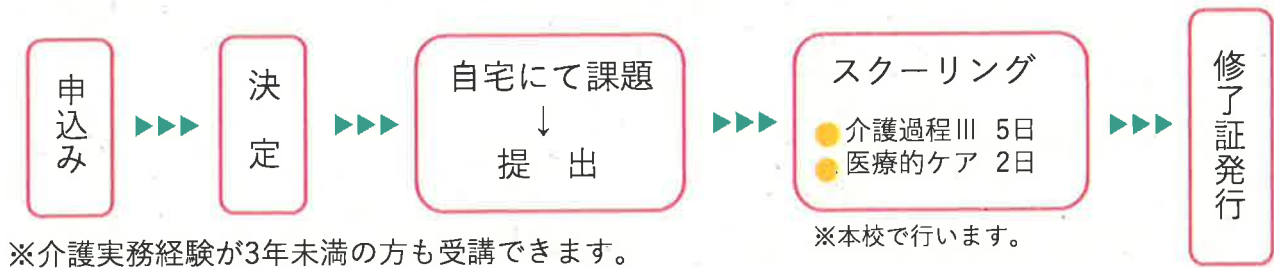 申込み
▶▶▶
決定
▶▶▶
自宅にて課題
↓
提 出
▶▶▶
スクーリング
●介護過程Ⅲ 5日
●医療的ケア 2日
※本校で行います。
▶▶▶
修了証発行
※介護実務経験が3年未満の方も受講できます。